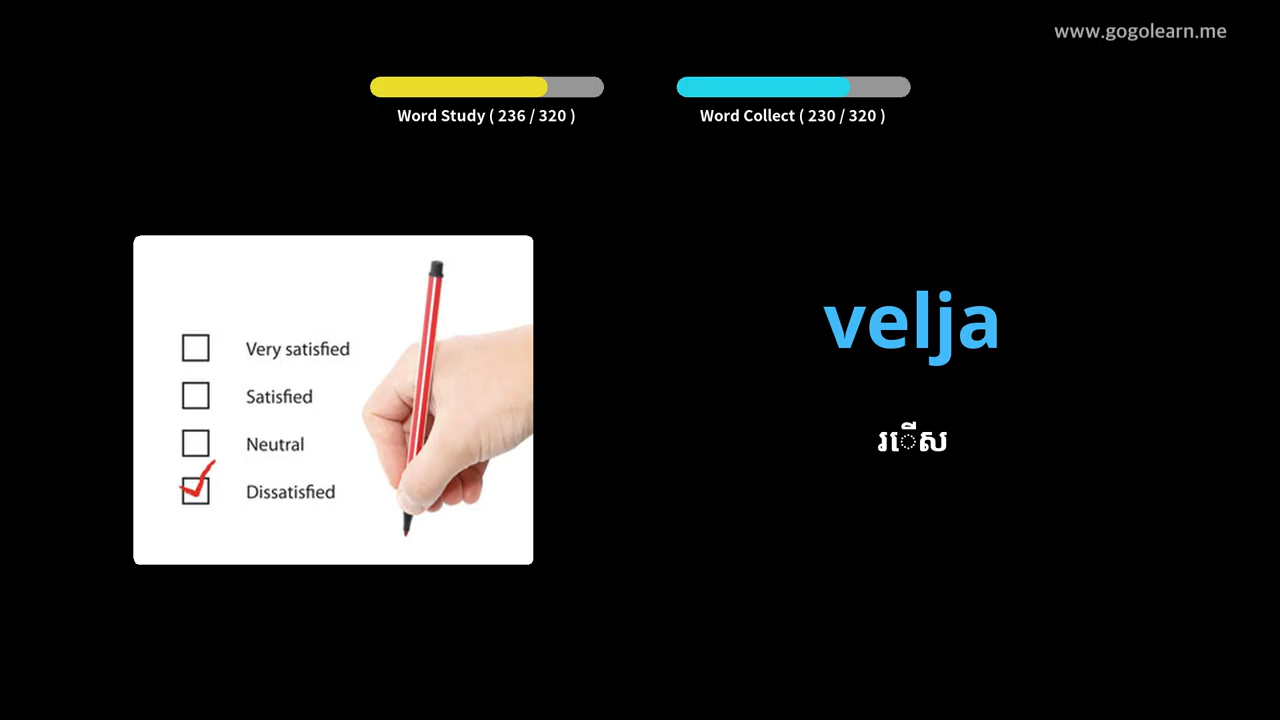 www.gogolearn.me
Word Study ( 236 / 320 )
Word Collect ( 230 / 320 )
Very satisfied
Satisfied
Neutral
Dissatisfied
velja
រើស